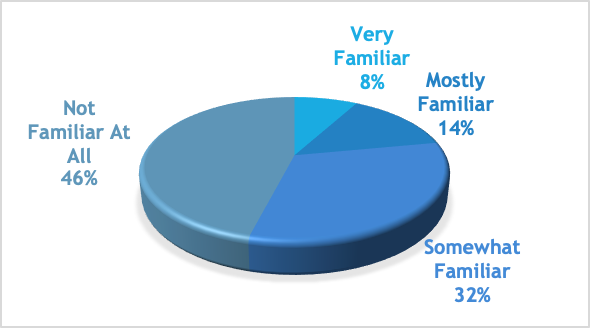 Very
Familiar
8%
Mostly
Familiar
14%
Not
Familiar At
All
46%
Somewhat
Familiar
32%